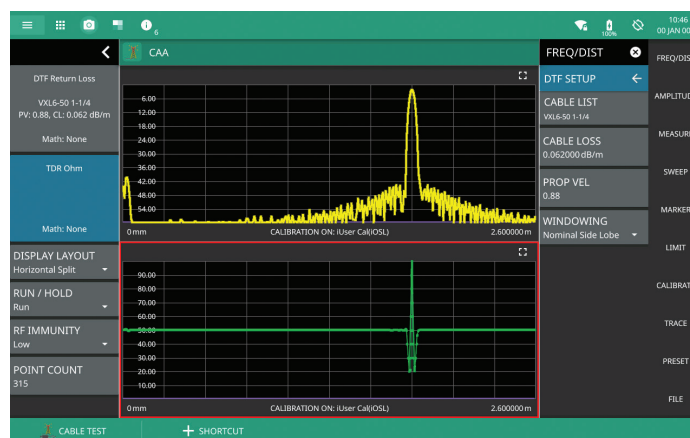 6
100%
10:46
00 JAN 00
CAA
DTF Return Loss
VXL6-50 1-1/4
PV: 0.88, CL: 0.062 dB/m
Math: None
TDR Ohm
Math: None
DISPLAY LAYOUT
Horizontal Split
RUN / HOLD
Run
RF IMMUNITY
Low
POINT COUNT
315
6.00
12.00
18.00
24.00
30.00
36.00
42.00
48.00
54.00
0 mm
CALIBRATION ON: iUser Cal(iOSL)
2.600000 m
90.00
80.00
70.00
60.00
50.00
40.00
30.00
20.00
10.00
0 mm
CALIBRATION ON: iUser Cal(iOSL)
2.600000 m
FREQ/DIST
DTF SETUP
CABLE LIST
VXL6-50 1-1/4
CABLE LOSS
0.062000 dB/m
PROP VEL
0.88
WINDOWING
Nominal Side Lobe
FREQ/DIS
AMPLITUD
MEASUR
SWEEP
MARKER
LIMIT
CALIBRAT
TRACE
PRESET
FILE
CABLE TEST
SHORTCUT